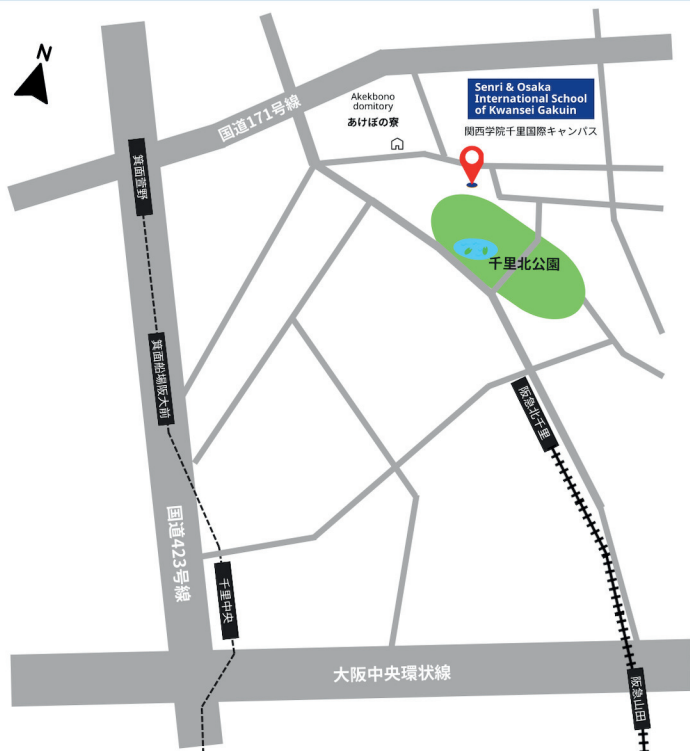 N
Senri & Osaka
International School
of Kwansei Gakuin
関西学院千里国際キャンパス
Akekbono
domitory
あけぼの寮
国道171号線
箕面萱野
千里北公園
箕面船場阪大前
阪急北千里
国道423号線
千里中央
大阪中央環状線
阪急山田